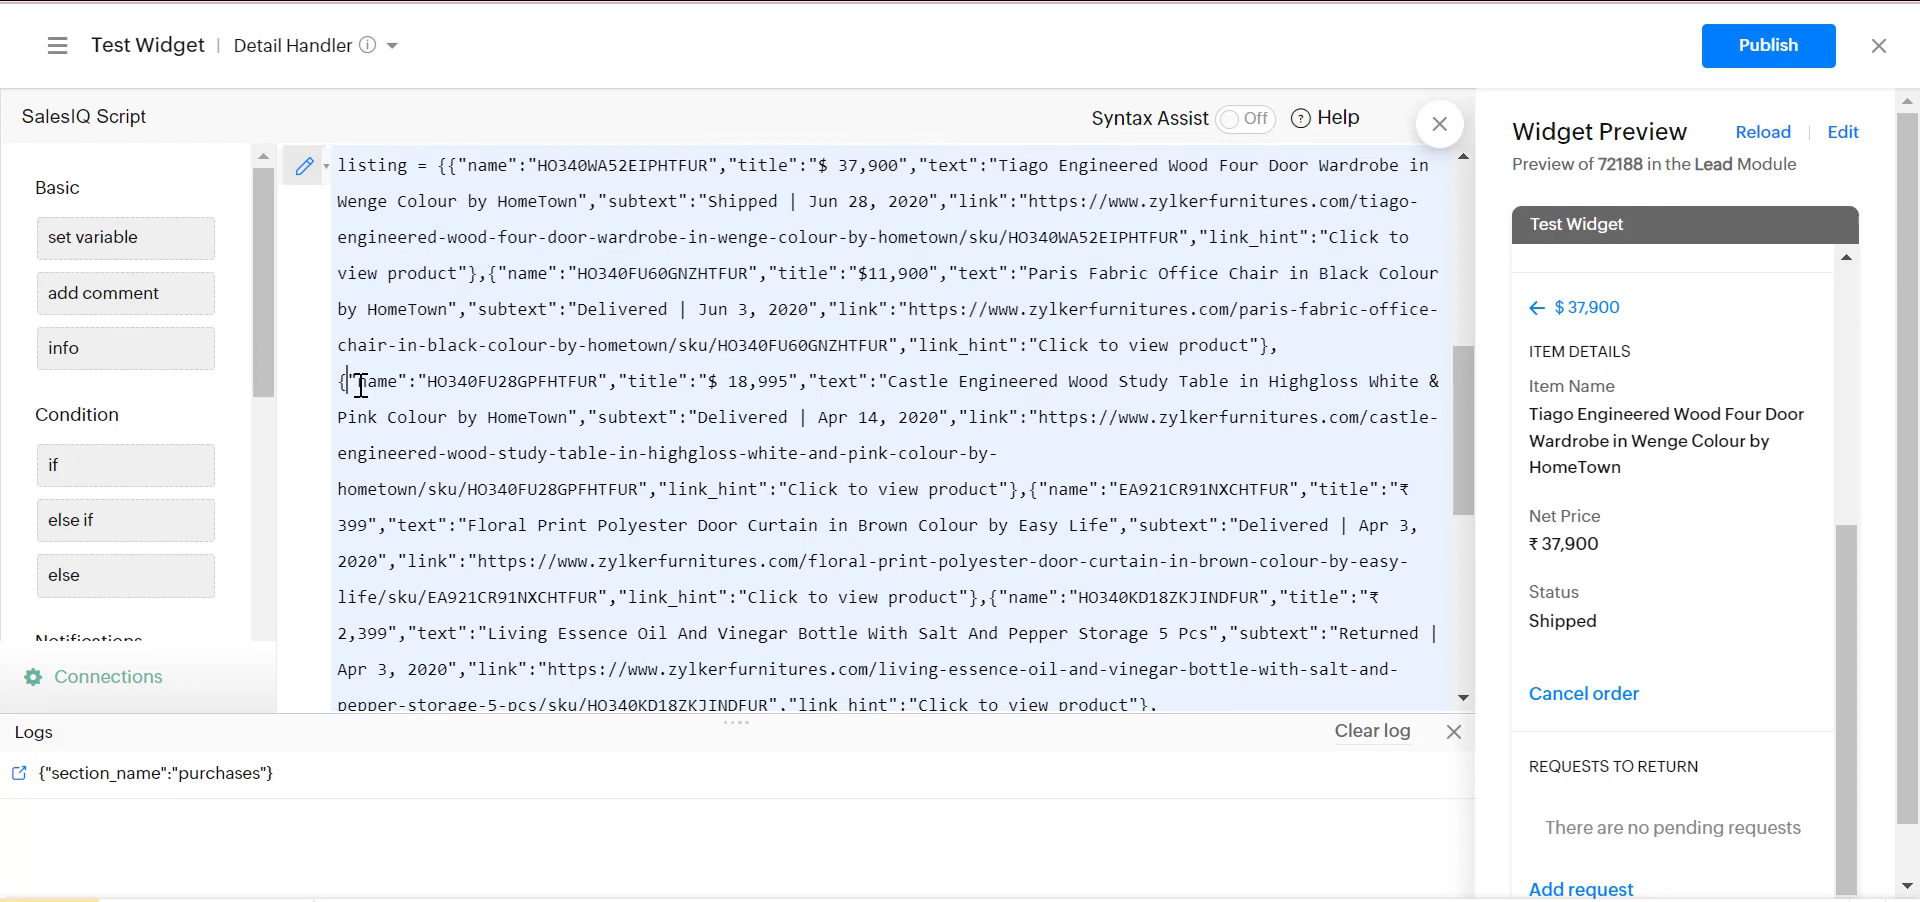 Test Widget | Detail Handler
Publish
SalesIQ Script
Syntax Assist Off Help
Basic
set variable
add comment
info
Condition
if
else if
else
Notifications
Connections
listing = {{"name":"HO340WA52EIPHTFUR","title":"$ 37,900","text":"Tiago Engineered Wood Four Door Wardrobe in
Wenge Colour by HomeTown","subtext":"Shipped | Jun 28, 2020","link":"https://www.zylkerfurnitures.com/tiago-
engineered-wood-four-door-wardrobe-in-wenge-colour-by-hometown/sku/HO340WA52EIPHTFUR","link_hint":"Click to
view product"},{"name":"HO340FU60GNZHTFUR","title":"$11,900","text":"Paris Fabric Office Chair in Black Colour
by HomeTown","subtext":"Delivered | Jun 3, 2020","link":"https://www.zylkerfurnitures.com/paris-fabric-office-
chair-in-black-colour-by-hometown/sku/HO340FU60GNZHTFUR","link_hint":"Click to view product"},
{"name":"HO340FU28GPFHTFUR","title":"$ 18,995","text":"Castle Engineered Wood Study Table in Highgloss White &
Pink Colour by HomeTown","subtext":"Delivered | Apr 14, 2020","link":"https://www.zylkerfurnitures.com/castle-
engineered-wood-study-table-in-highgloss-white-and-pink-colour-by-
hometown/sku/HO340FU28GPFHTFUR","link_hint":"Click to view product"},{"name":"EA921CR91NXCHTFUR","title":"₹
399","text":"Floral Print Polyester Door Curtain in Brown Colour by Easy Life","subtext":"Delivered | Apr 3,
2020","link":"https://www.zylkerfurnitures.com/floral-print-polyester-door-curtain-in-brown-colour-by-easy-
life/sku/EA921CR91NXCHTFUR","link_hint":"Click to view product"},{"name":"HO340KD18ZKJINDFUR","title":"₹
2,399","text":"Living Essence Oil And Vinegar Bottle With Salt And Pepper Storage 5 Pcs","subtext":"Returned |
Apr 3, 2020","link":"https://www.zylkerfurnitures.com/living-essence-oil-and-vinegar-bottle-with-salt-and-
pepper-storage-5-pcs/sku/HO340KD18ZKJINDFUR","link_hint":"Click to view product"},
Logs
Clear log
{"section_name":"purchases"}
Widget Preview
Reload | Edit
Preview of 72188 in the Lead Module
Test Widget
$ 37,900
ITEM DETAILS
Item Name
Tiago Engineered Wood Four Door
Wardrobe in Wenge Colour by
HomeTown
Net Price
₹ 37,900
Status
Shipped
Cancel order
REQUESTS TO RETURN
There are no pending requests
Add request